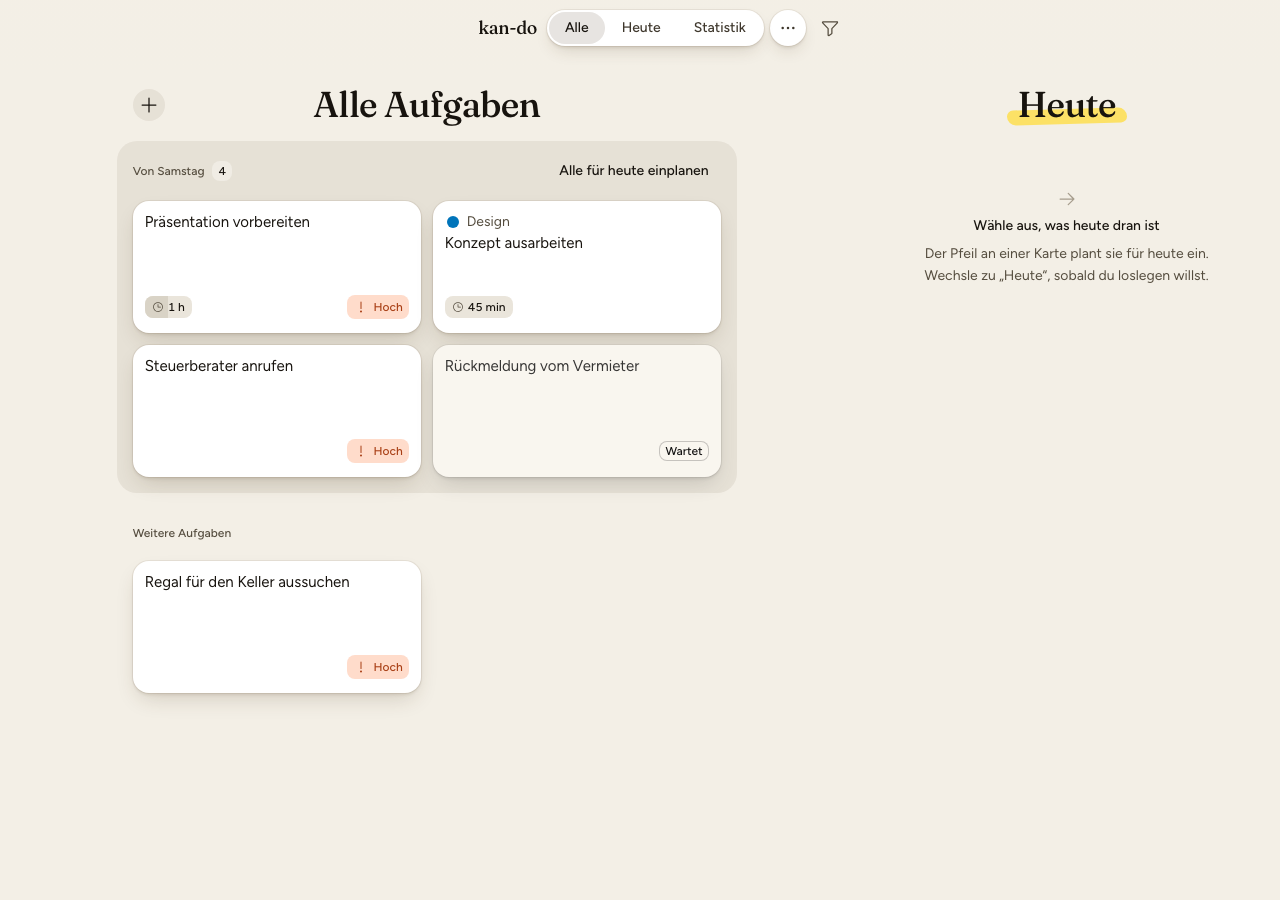 kan-do
Alle
Heute
Statistik
Alle Aufgaben
Heute
Von Samstag 4
Alle für heute einplanen
Präsentation vorbereiten
1 h
Hoch
Design
Konzept ausarbeiten
45 min
Steuerberater anrufen
Hoch
Rückmeldung vom Vermieter
Wartet
Weitere Aufgaben
Regal für den Keller aussuchen
Hoch
Wähle aus, was heute dran ist
Der Pfeil an einer Karte plant sie für heute ein.
Wechsle zu „Heute“, sobald du loslegen willst.